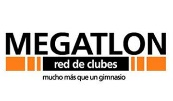 MEGATLON
red de clubes
mucho más que un gimnasio